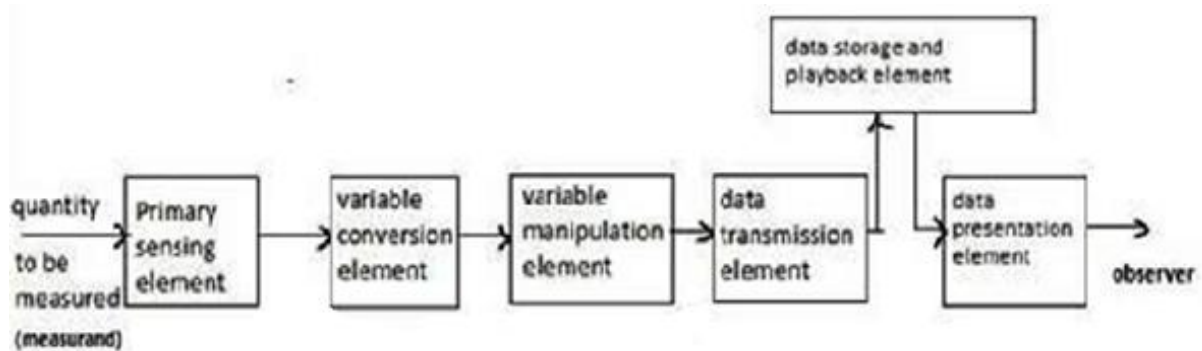 quantity
to be
measured
(measurand)
Primary
sensing
element
variable
conversion
element
variable
manipulation
element
data
transmission
element
data storage and
playback element
data
presentation
element
observer